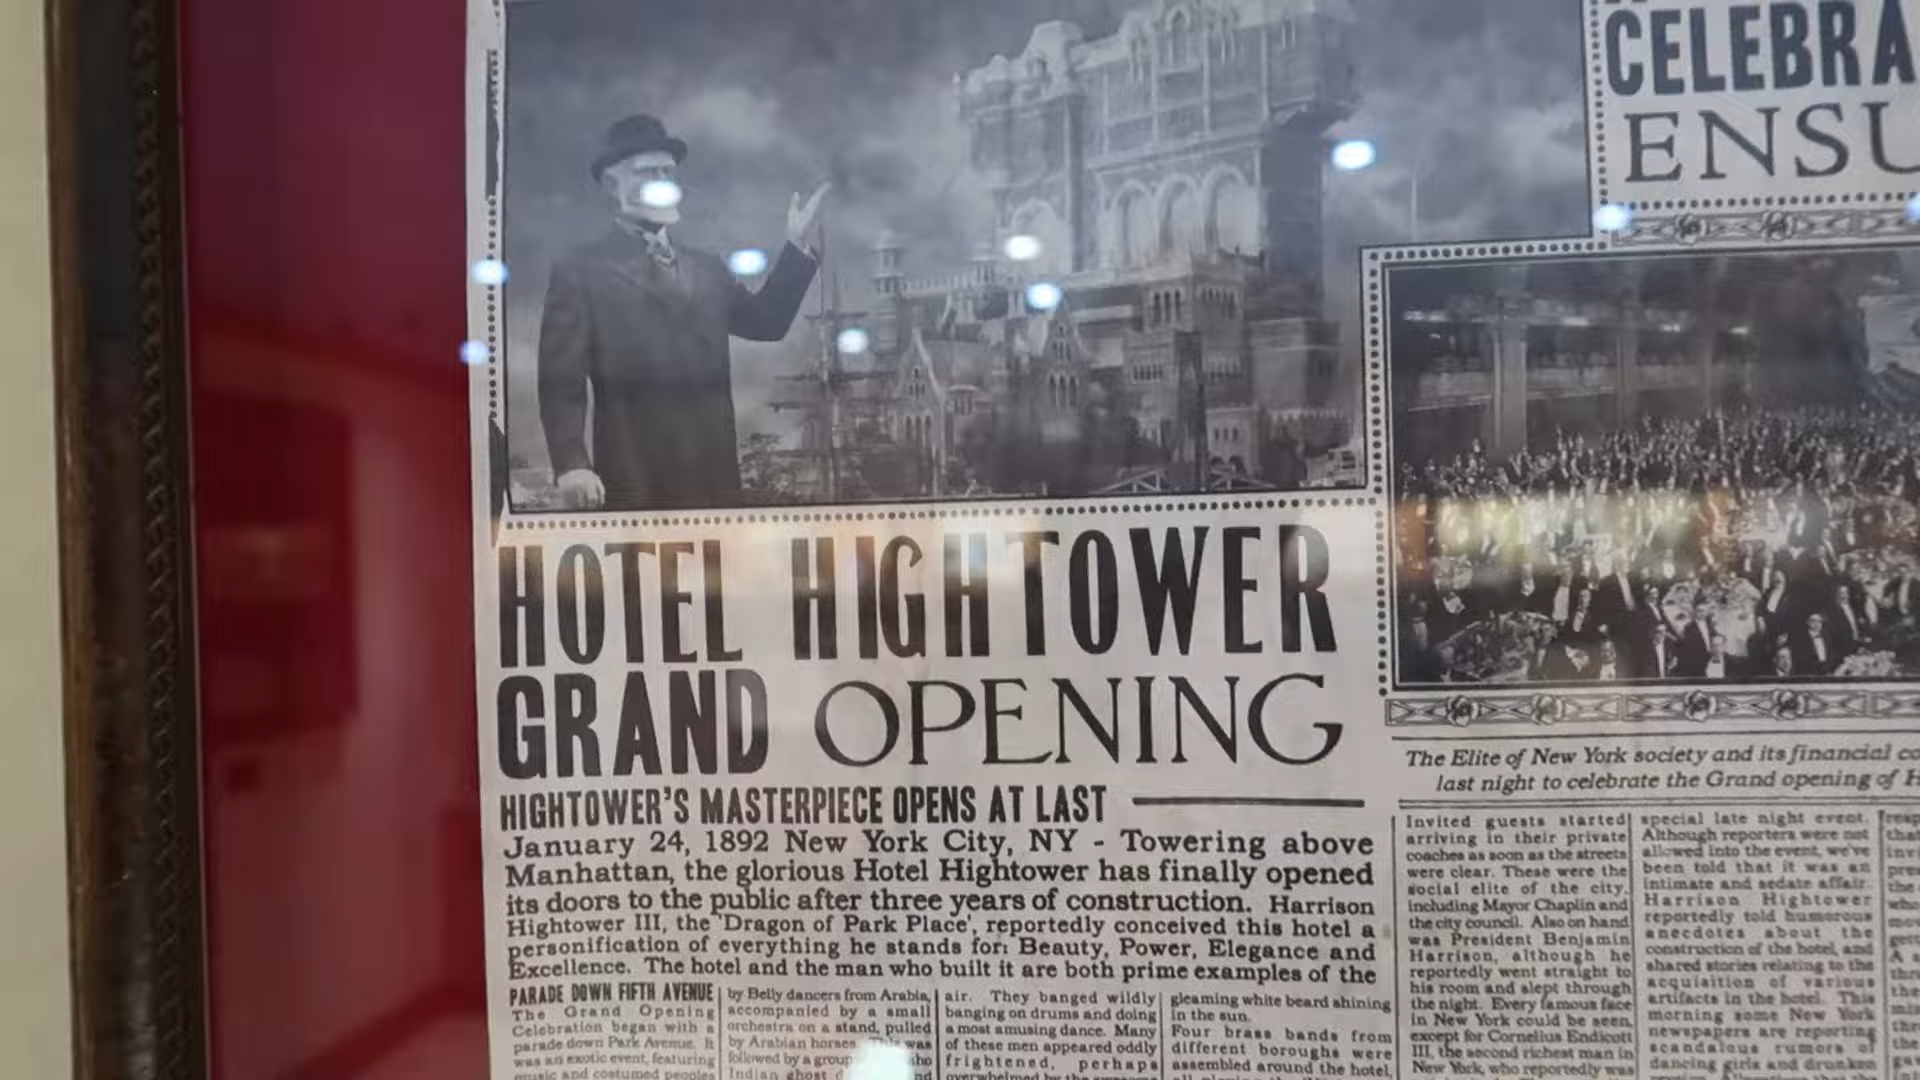 CELEBRA
ENSU
HOTEL HIGHTOWER
GRAND OPENING
HIGHTOWER'S MASTERPIECE OPENS AT LAST
January 24, 1892 New York City, NY - Towering above
Manhattan, the glorious Hotel Hightower has finally opened
its doors to the public after three years of construction. Harrison
Hightower III, the 'Dragon of Park Place', reportedly conceived this hotel a
personification of everything he stands for: Beauty, Power, Elegance and
Excellence. The hotel and the man who built it are both prime examples of the
PARADE DOWN FIFTH AVENUE
The Grand Opening
Celebration began with a
parade down Park Avenue. It
was an exotic event, featuring
music and costumed peoples
by Belly dancers from Arabia,
accompanied by a small
orchestra on a stand, pulled
by Arabian horses. This was
followed by a group
Indian ghost
air. They banged wildly
banging on drums and doing
a most amusing dance. Many
of these men appeared oddly
frightened, perhaps
overwhelmed by the
gleaming white beard shining
in the sun.
Four brass bands from
different boroughs were
assembled around the hotel,
The Elite of New York society and its financial
last night to celebrate the Grand opening of H
Invited guests started
arriving in their private
coaches as soon as the streets
were clear. These were the
social elite of the city,
including Mayor Chaplin and
the city council. Also on hand
was President Benjamin
Harrison, although he
reportedly went straight to
his room and slept through
the night. Every famous face
in New York could be seen,
except for Cornelius Endicott
III, the second richest man in
New York, who reportedly was
special late night event.
Although reporters were not
allowed into the event, we've
been told that it was an
intimate and sedate affair.
Harrison Hightower
reportedly told humorous
anecdotes about the
construction of the hotel, and
shared stories relating to the
acquisition of various
artifacts in the hotel. This
morning some New York
newspapers are reporting
scandalous rumors of
dancing girls and drunken